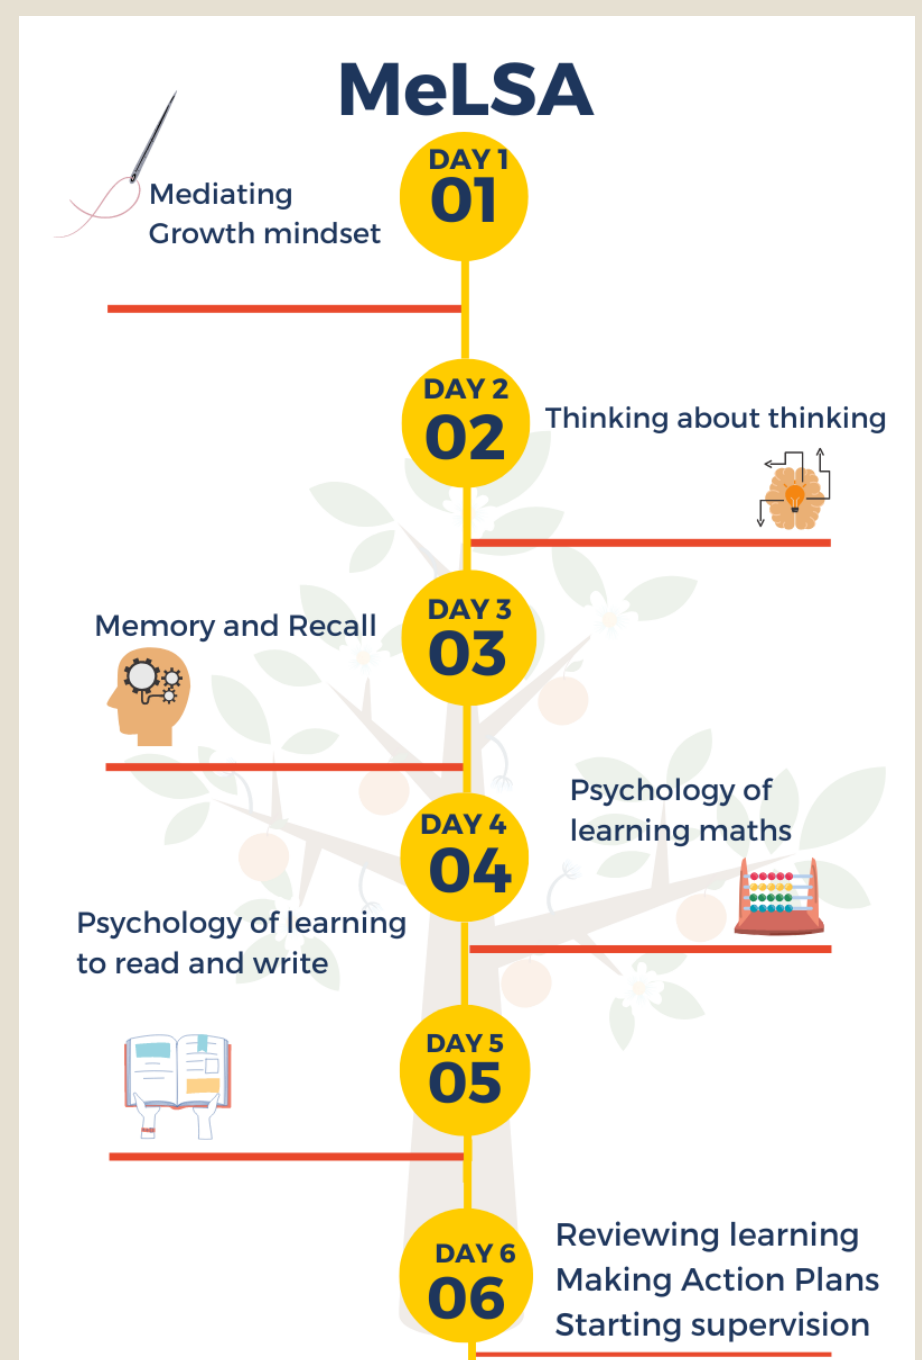 MeLSA
DAY 1
01
Mediating
Growth mindset
DAY 2
02
Thinking about thinking
DAY 3
03
Memory and Recall
DAY 4
04
Psychology of
learning maths
Psychology of learning
to read and write
DAY 5
05
DAY 6
06
Reviewing learning
Making Action Plans
Starting supervision